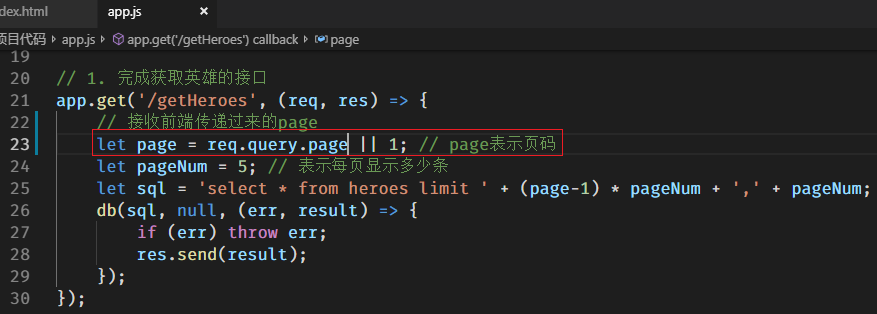 dex.html app.js ×
项目代码 › app.js › app.get('/getHeroes') callback › page
19
20 // 1. 完成获取英雄的接口
21 app.get('/getHeroes', (req, res) => {
22 // 接收前端传递过来的page
23 let page = req.query.page || 1; // page表示页码
24 let pageNum = 5; // 表示每页显示多少条
25 let sql = 'select * from heroes limit ' + (page-1) * pageNum + ',' + pageNum;
26 db(sql, null, (err, result) => {
27 if (err) throw err;
28 res.send(result);
29 });
30 });